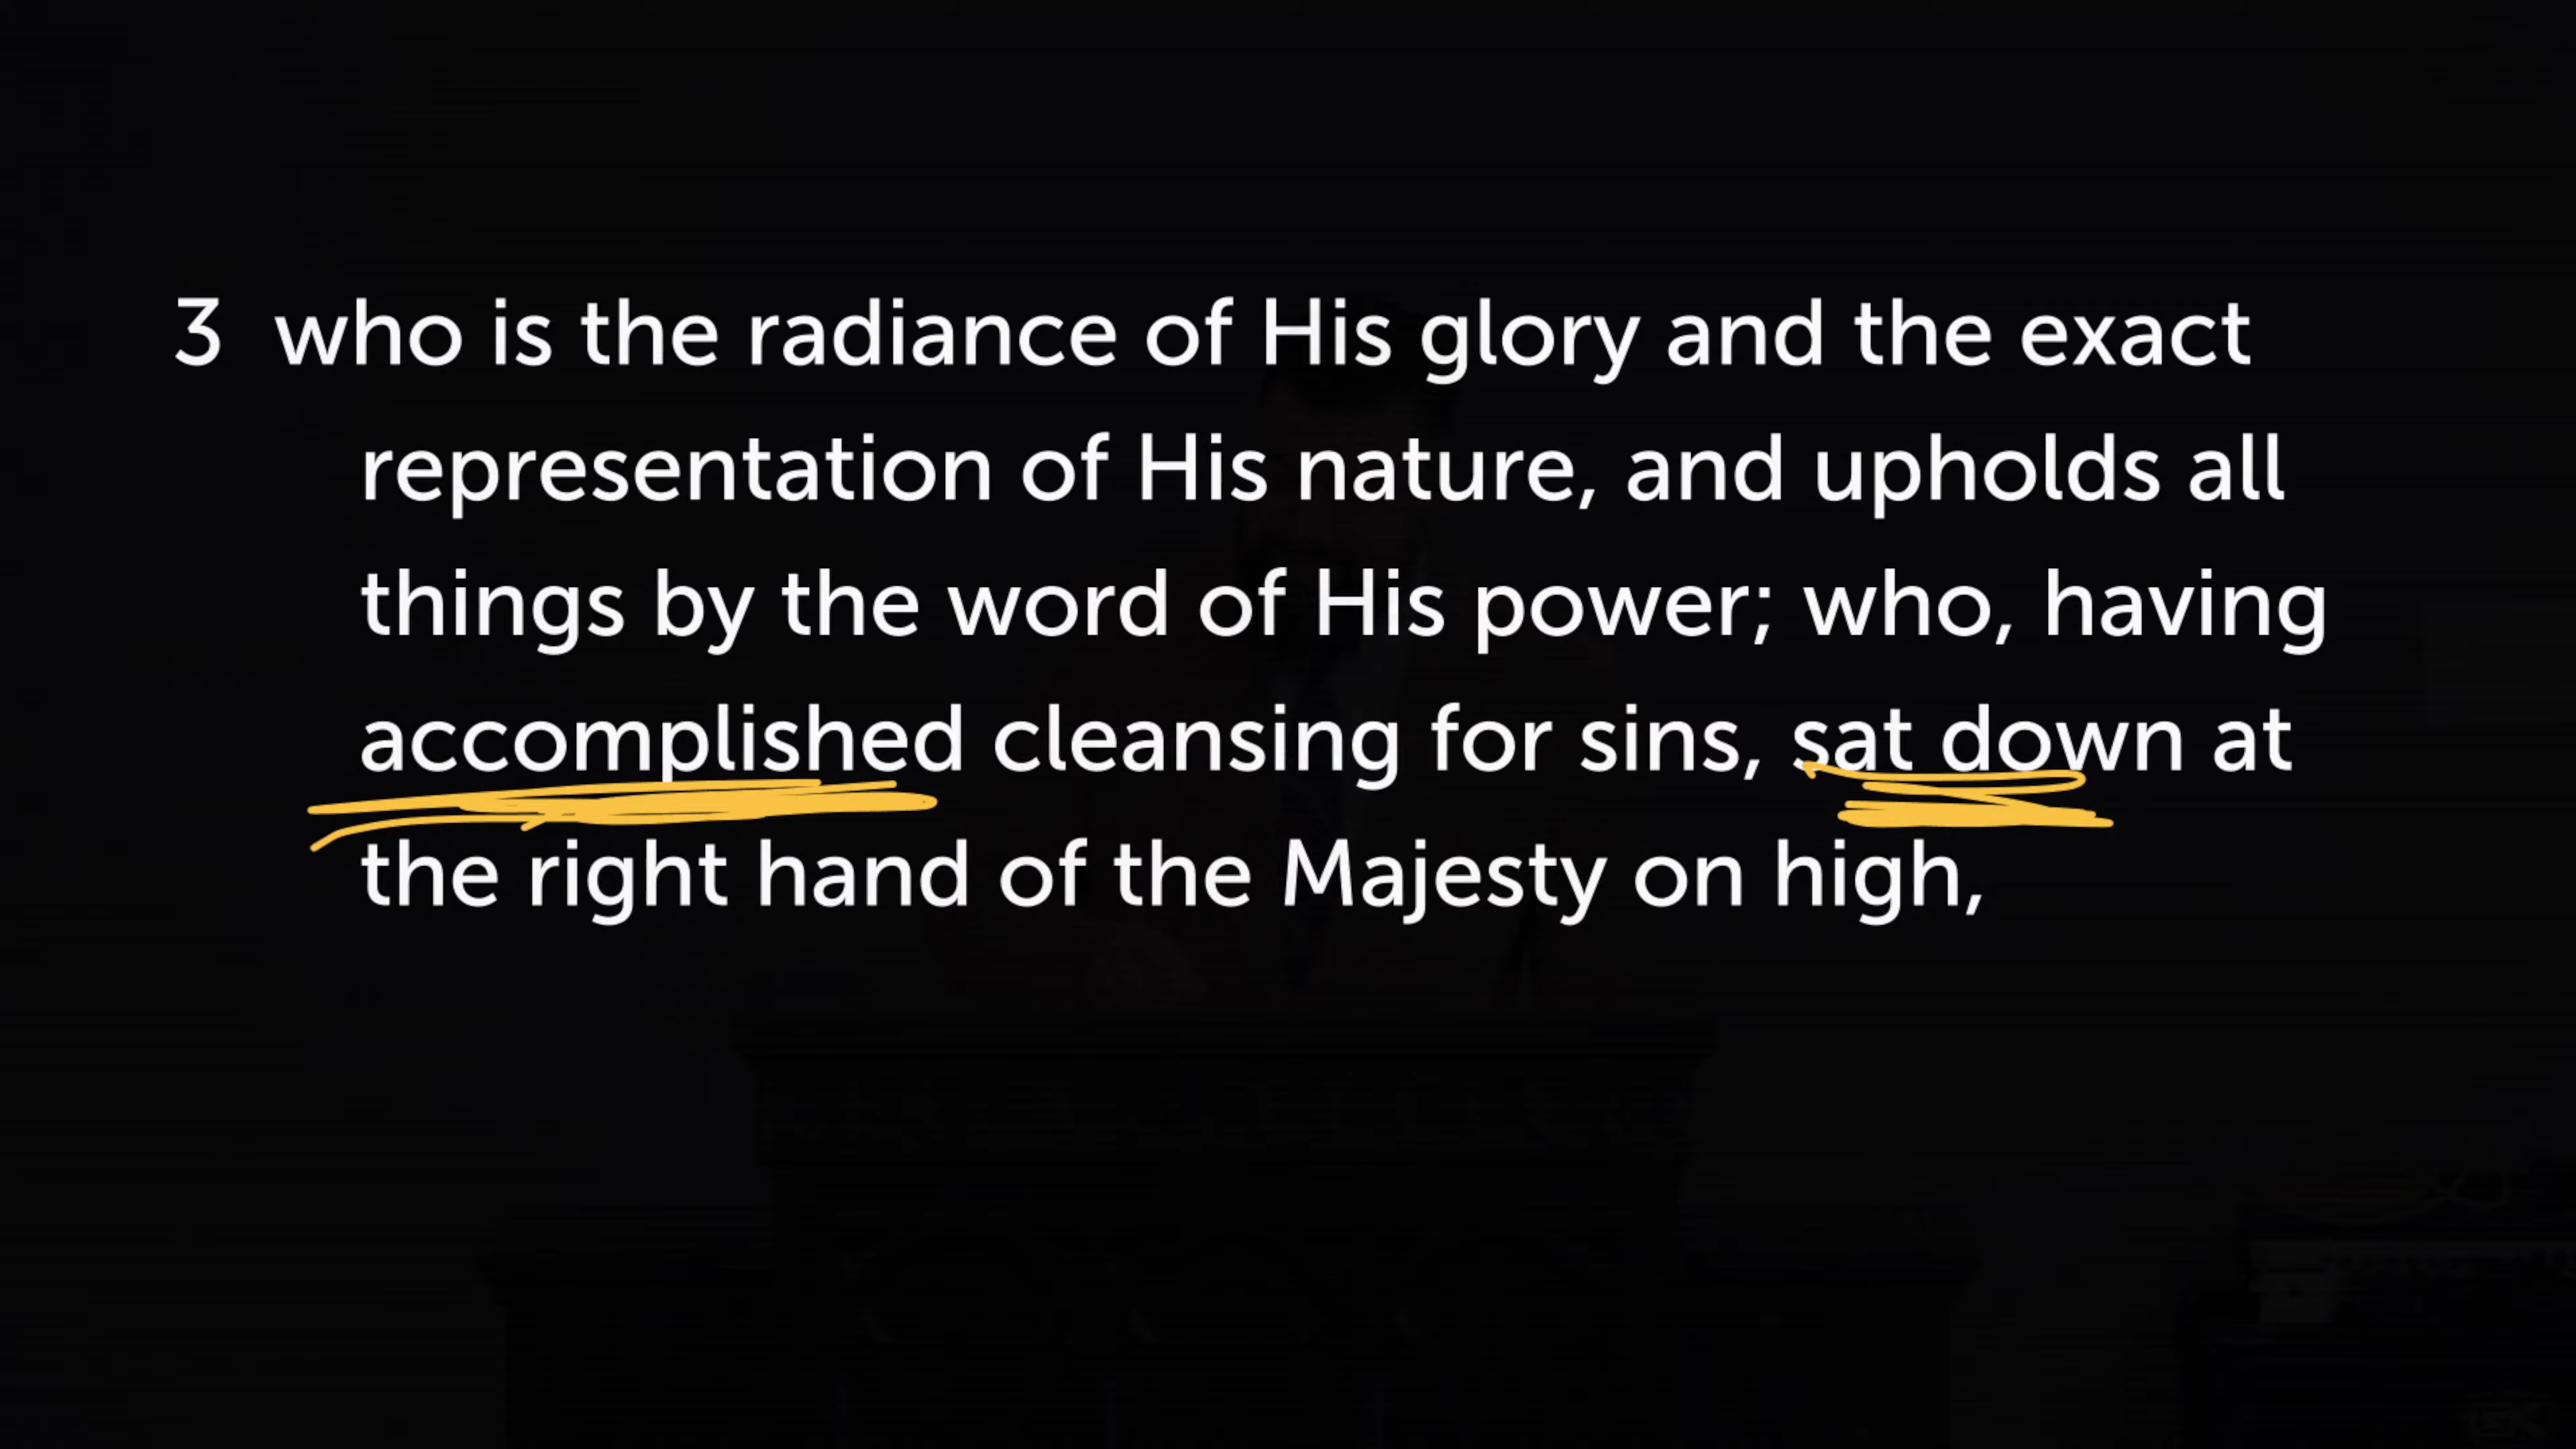 3 who is the radiance of His glory and the exact
representation of His nature, and upholds all
things by the word of His power; who, having
accomplished cleansing for sins, sat down at
the right hand of the Majesty on high,